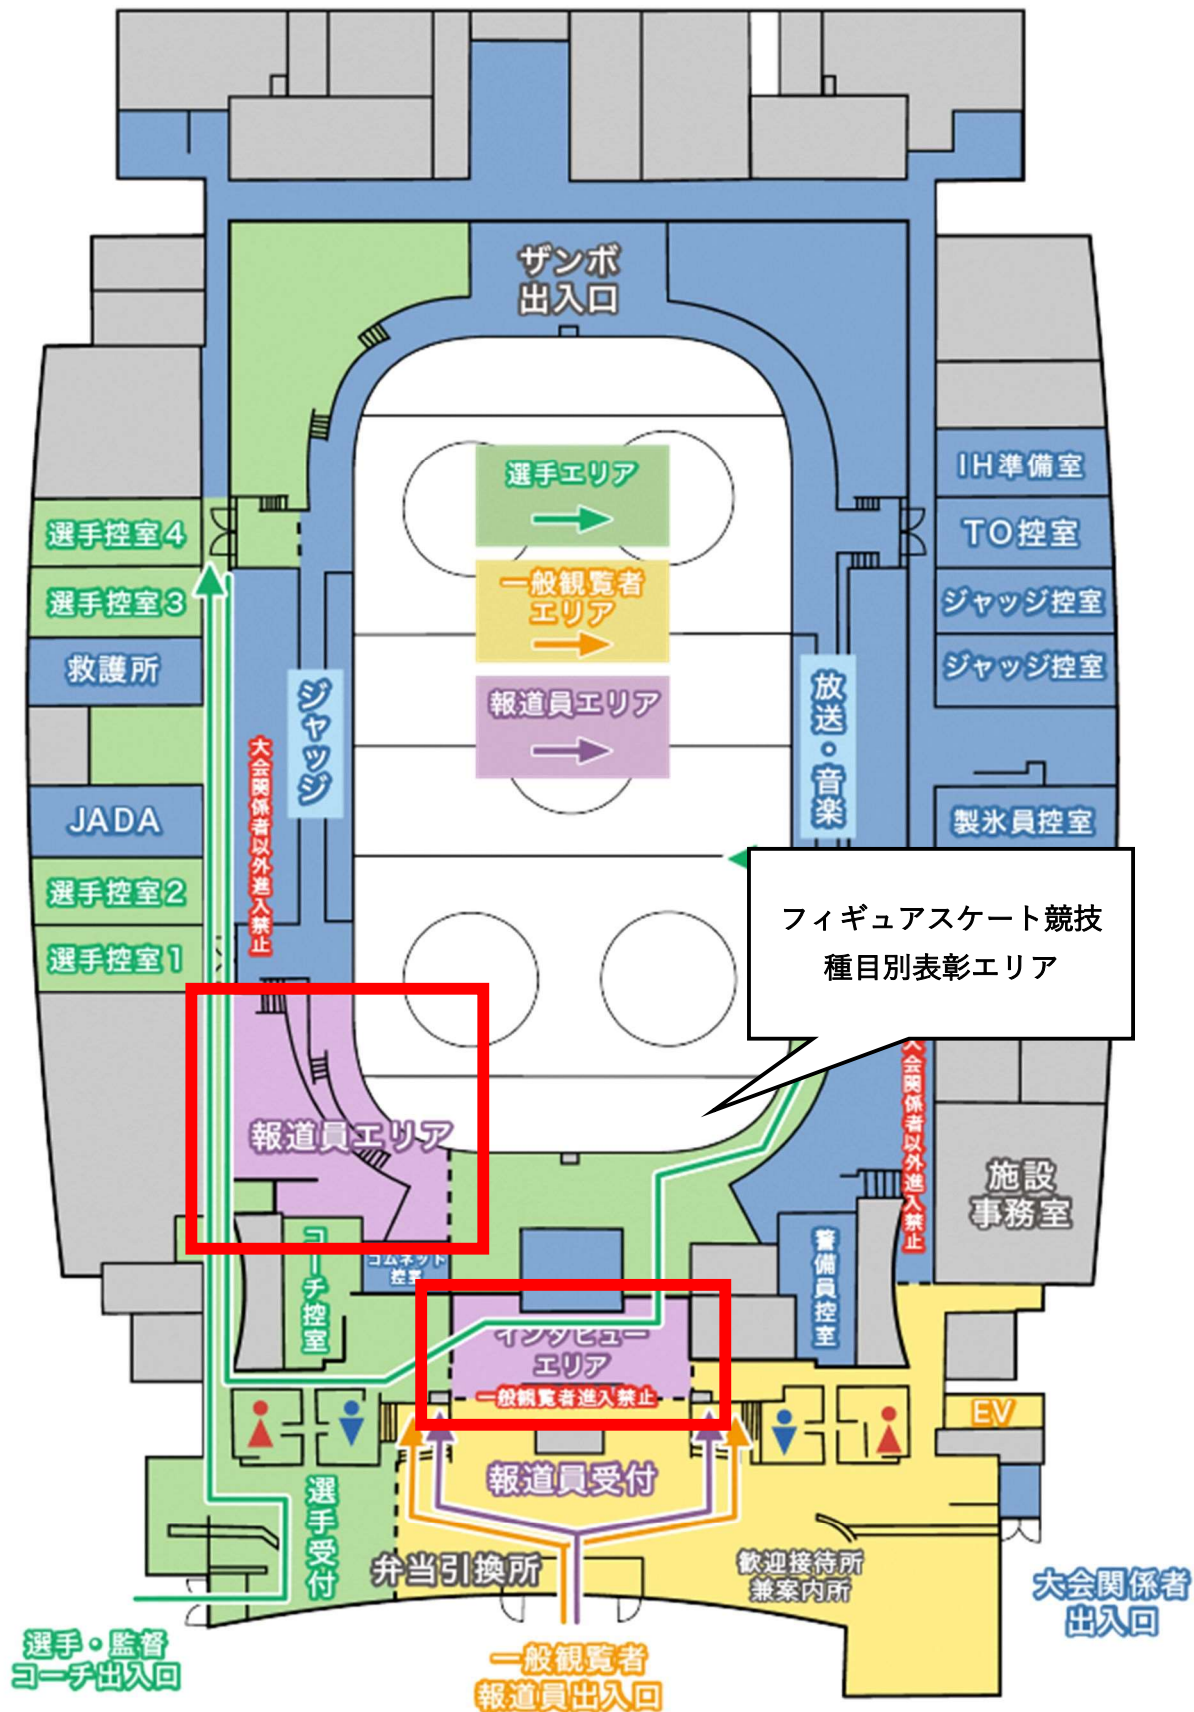 ザンボ
出入口
選手エリア
一般観覧者
エリア
報道員エリア
IH準備室
TO控室
ジャッジ控室
ジャッジ控室
製氷員控室
選手控室4
選手控室3
救護所
JADA
選手控室2
選手控室1
大会関係者以外進入禁止
ジャッジ
放送・音楽
フィギュアスケート競技
種目別表彰エリア
大会関係者以外進入禁止
報道員エリア
施設
事務室
コーチ控室
コムネット
控室
警備員控室
インタビュー
エリア
一般観覧者進入禁止
EV
報道員受付
選手受付
弁当引換所
歓迎接待所
兼案内所
大会関係者
出入口
選手・監督
コーチ出入口
一般観覧者
報道員出入口